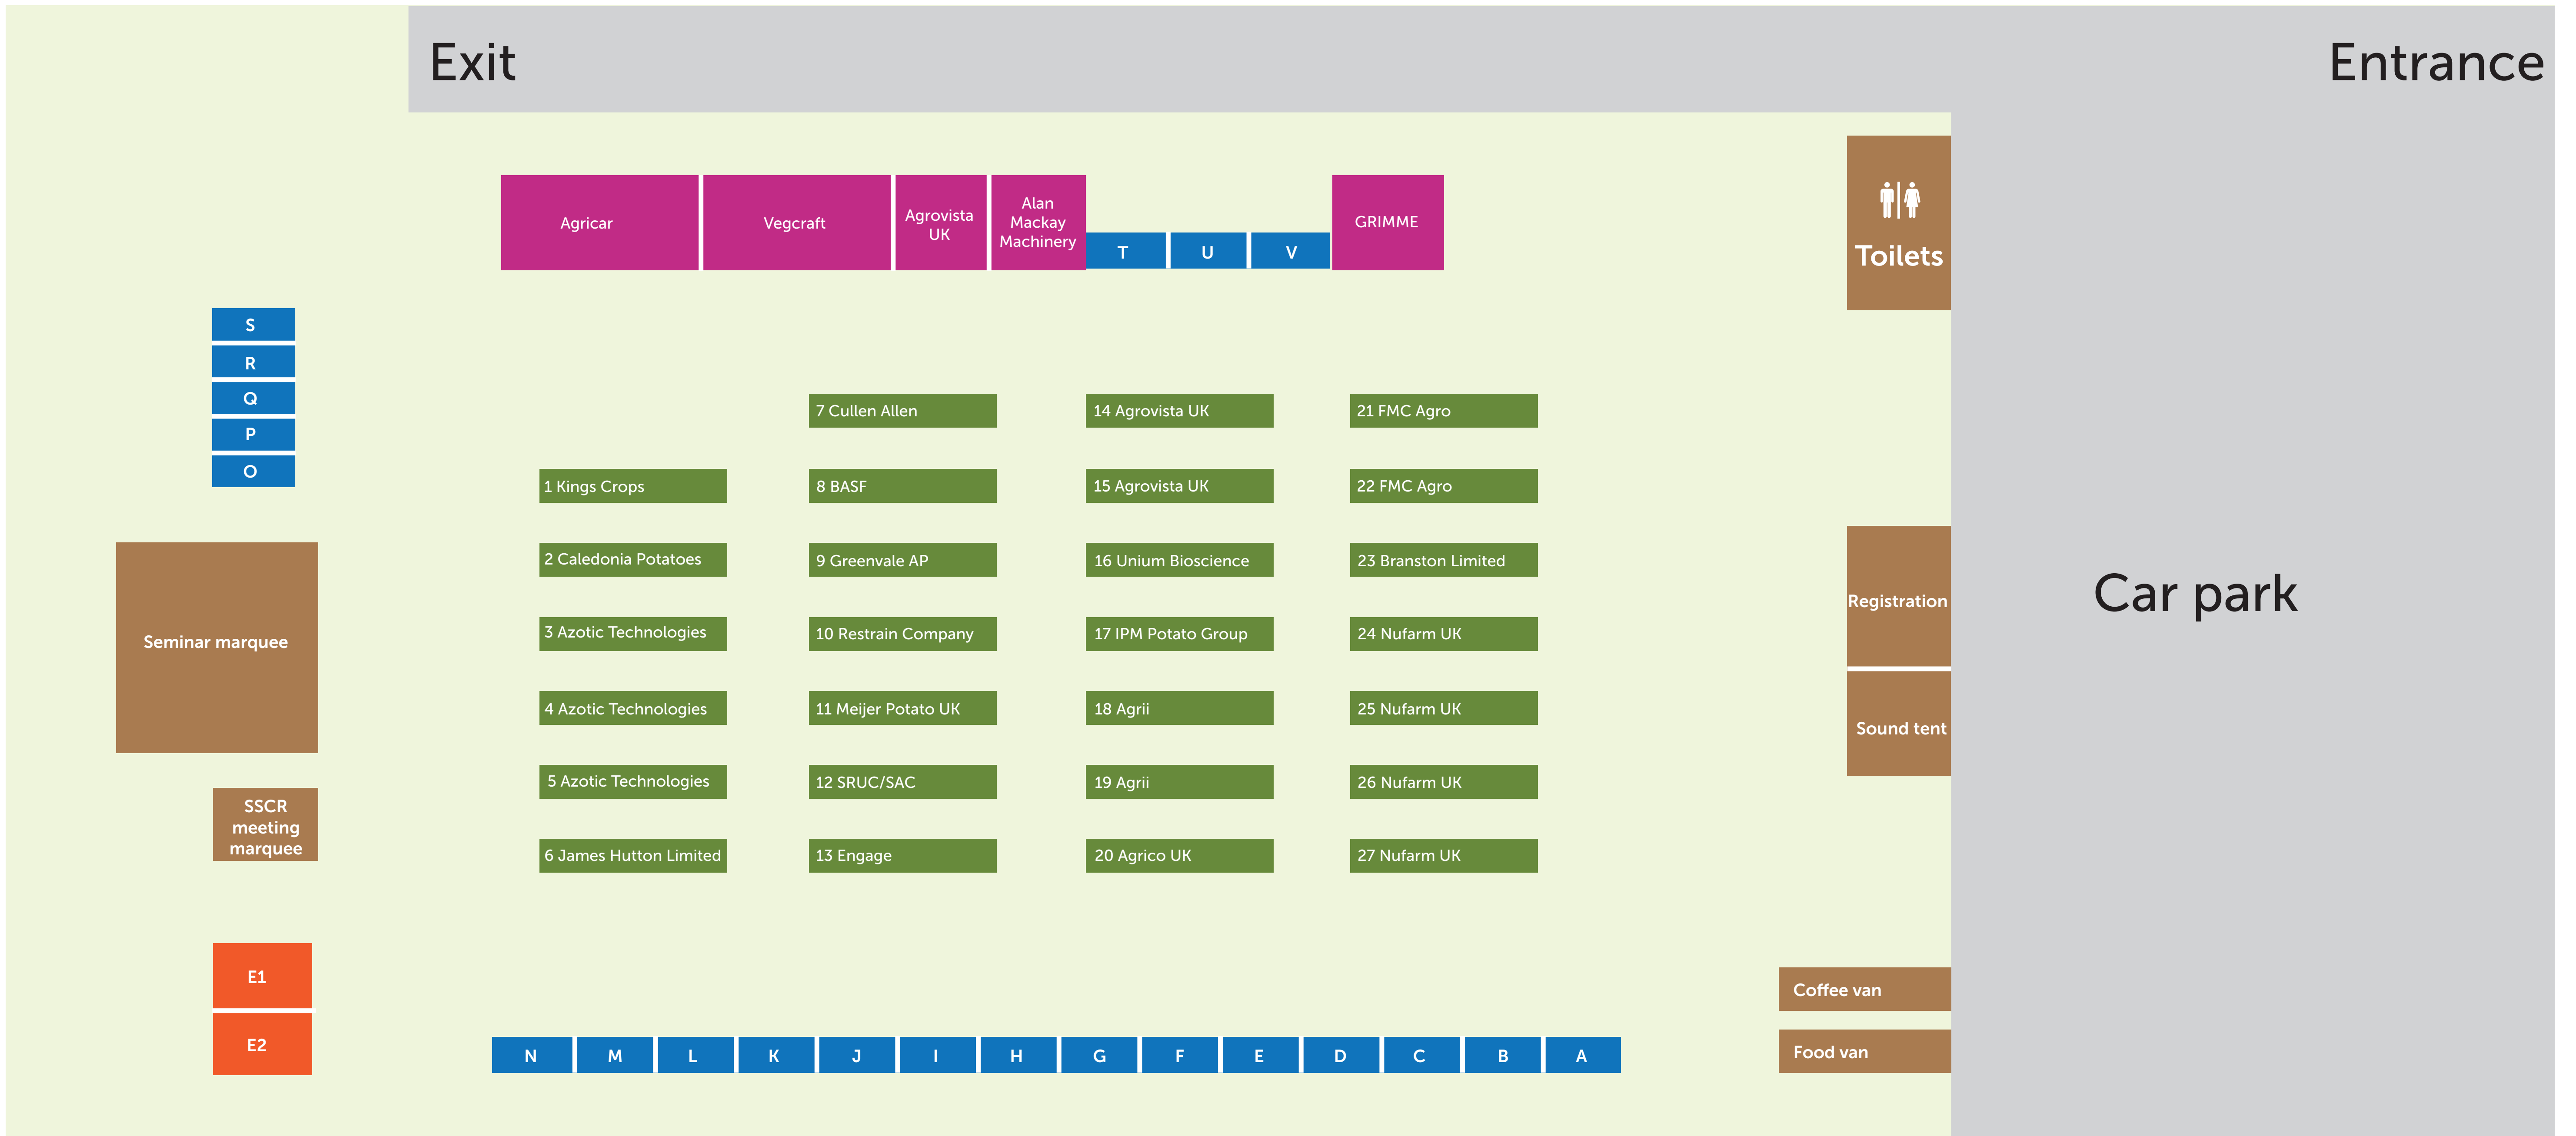 Exit
Entrance
Agricar
Vegcraft
Agrovista
UK
Alan
Mackay
Machinery
T
U
V
GRIMME
Toilets
S
R
Q
P
O
7 Cullen Allen
14 Agrovista UK
21 FMC Agro
1 Kings Crops
8 BASF
15 Agrovista UK
22 FMC Agro
2 Caledonia Potatoes
9 Greenvale AP
16 Unium Bioscience
23 Branston Limited
3 Azotic Technologies
10 Restrain Company
17 IPM Potato Group
24 Nufarm UK
4 Azotic Technologies
11 Meijer Potato UK
18 Agrii
25 Nufarm UK
5 Azotic Technologies
12 SRUC/SAC
19 Agrii
26 Nufarm UK
6 James Hutton Limited
13 Engage
20 Agrico UK
27 Nufarm UK
Seminar marquee
SSCR
meeting
marquee
Registration
Sound tent
Car park
E1
E2
N
M
L
K
J
I
H
G
F
E
D
C
B
A
Coffee van
Food van